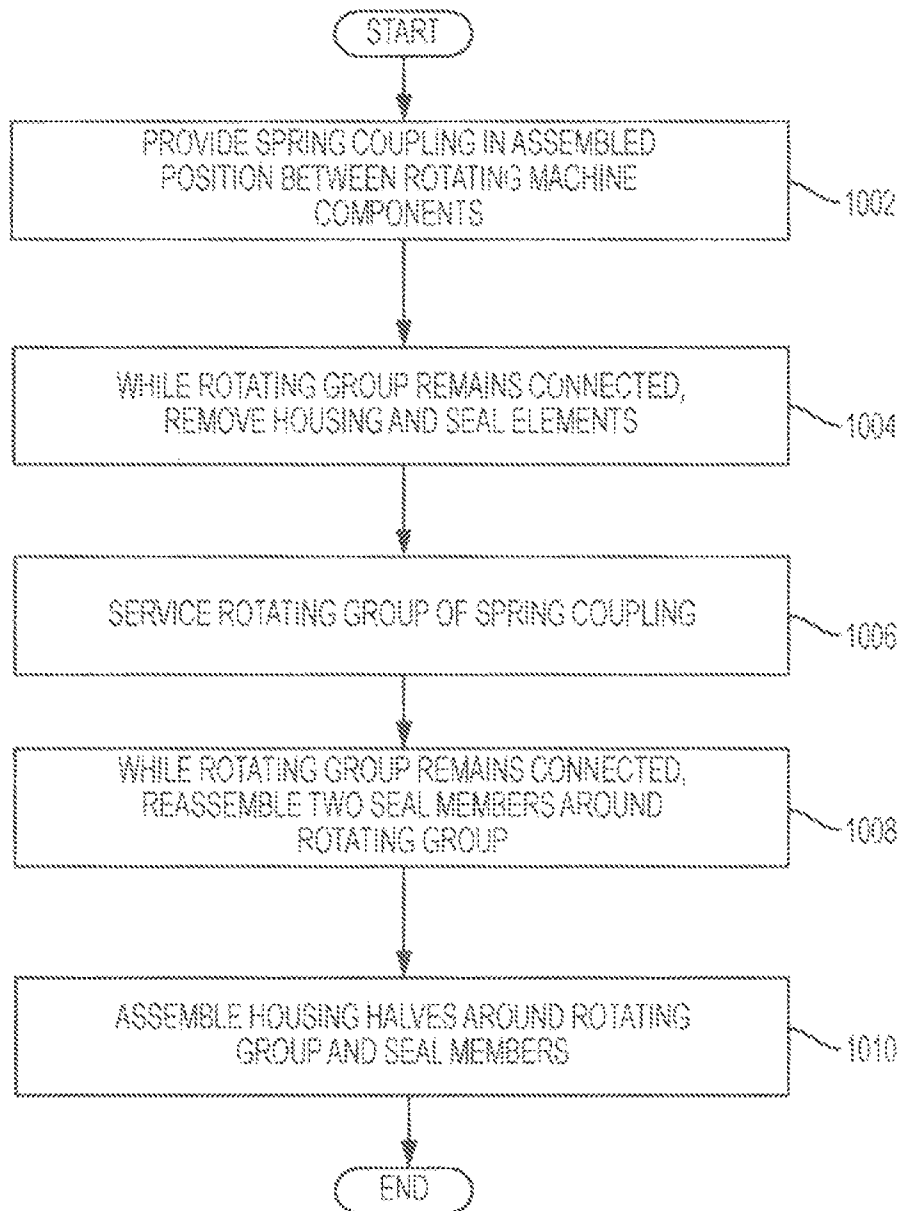 START
PROVIDE SPRING COUPLING IN ASSEMBLED
POSITION BETWEEN ROTATING MACHINE
COMPONENTS
1002
WHILE ROTATING GROUP REMAINS CONNECTED,
REMOVE HOUSING AND SEAL ELEMENTS
1004
SERVICE ROTATING GROUP OF SPRING COUPLING
1006
WHILE ROTATING GROUP REMAINS CONNECTED,
REASSEMBLE TWO SEAL MEMBERS AROUND
ROTATING GROUP
1008
ASSEMBLE HOUSING HALVES AROUND ROTATING
GROUP AND SEAL MEMBERS
1010
END